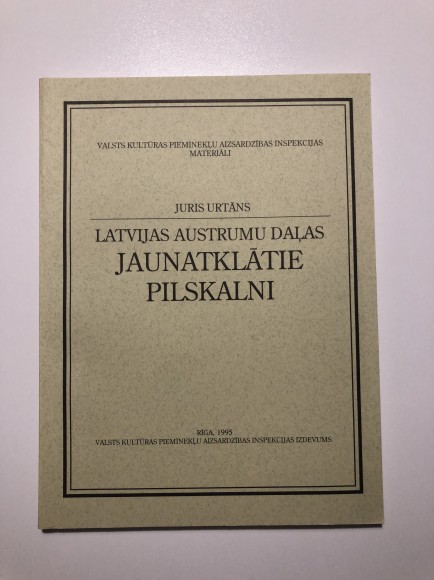 VALSTS KULTŪRAS PIEMINEKĻU AIZSARDZĪBAS INSPEKCIJAS
MATERIĀLI
JURIS URTĀNS
LATVIJAS AUSTRUMU DAĻAS
JAUNATKLĀTIE
PILSKALNI
RĪGA, 1995
VALSTS KULTŪRAS PIEMINEKĻU AIZSARDZĪBAS INSPEKCIJAS IZDEVUMS